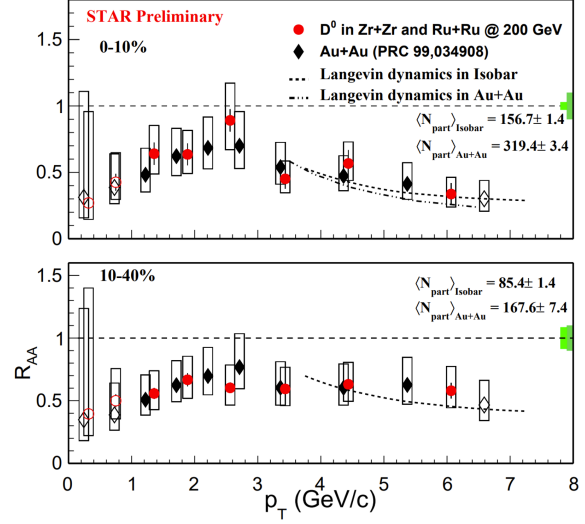 STAR Preliminary
0-10%
D⁰ in Zr+Zr and Ru+Ru @ 200 GeV
Au+Au (PRC 99,034908)
Langevin dynamics in Isobar
Langevin dynamics in Au+Au
⟨N_part⟩_Isobar = 156.7± 1.4
⟨N_part⟩_Au+Au = 319.4± 3.4
1.5
1
0.5
0
10-40%
⟨N_part⟩_Isobar = 85.4± 1.4
⟨N_part⟩_Au+Au = 167.6± 7.4
R_AA
1.5
1
0.5
0 1 2 3 4 5 6 7 8
p_T (GeV/c)